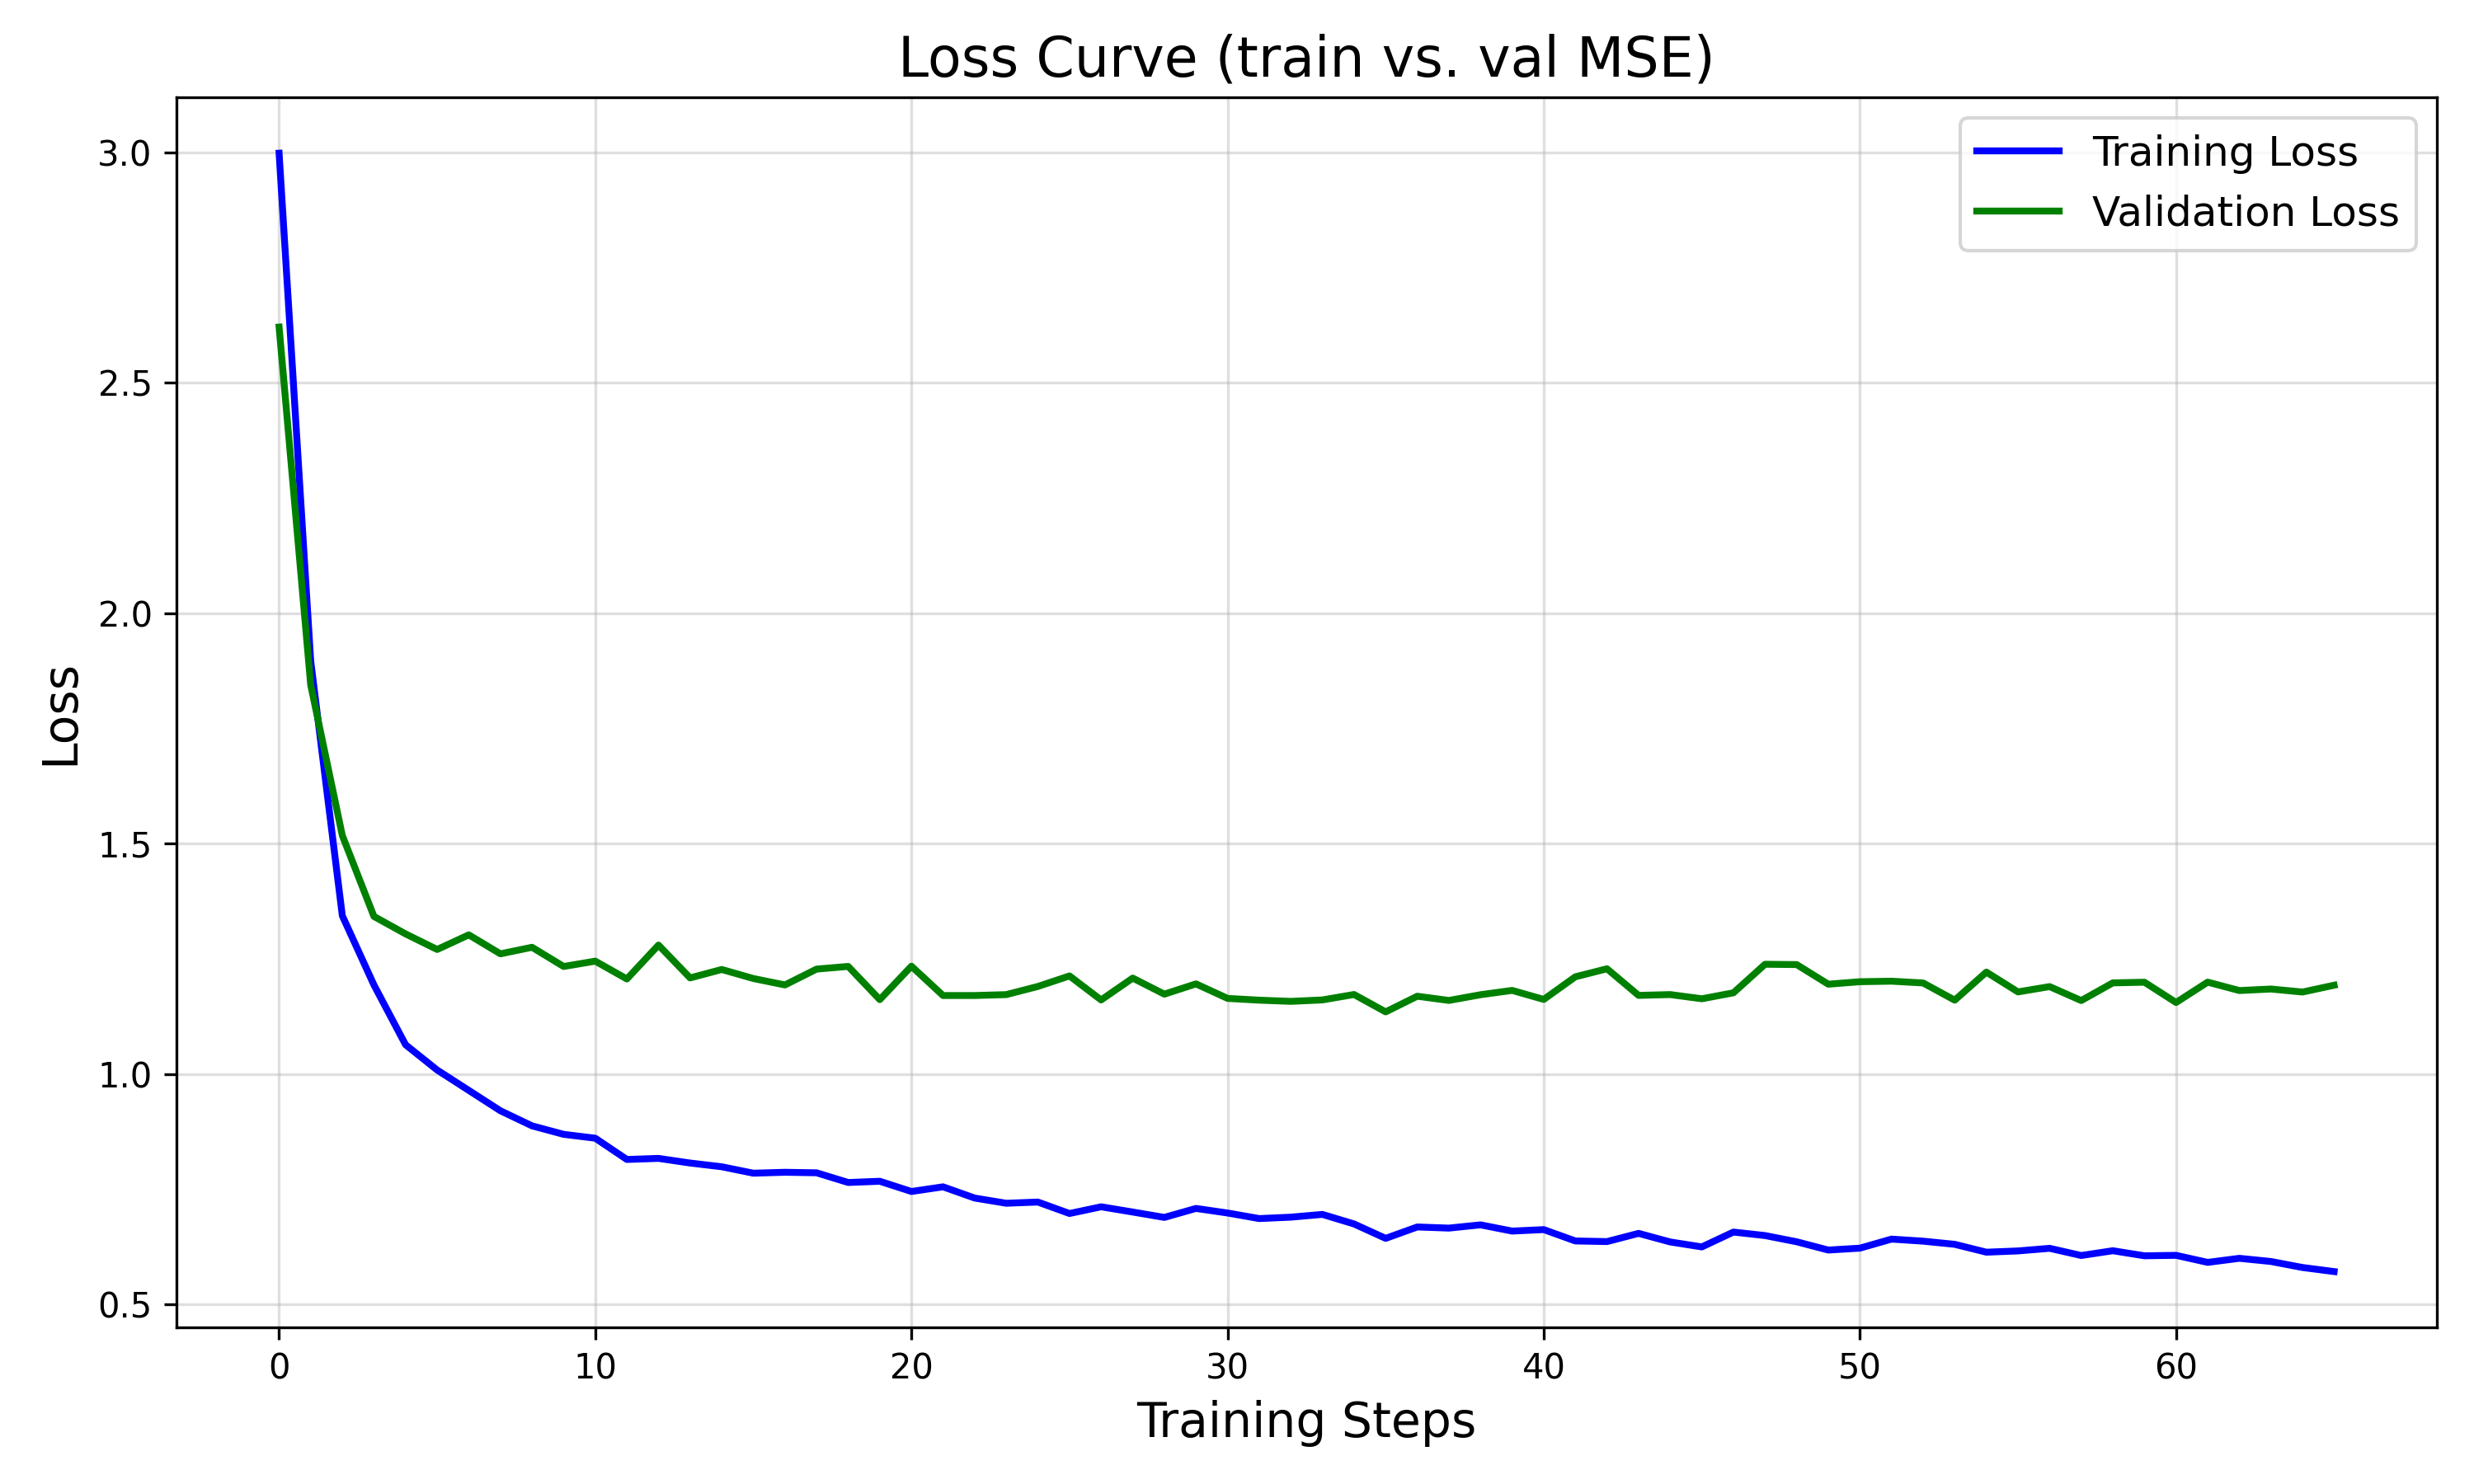 Loss Curve (train vs. val MSE)
Training Loss
Validation Loss
3.0
2.5
2.0
1.5
1.0
0.5
Loss
0 10 20 30 40 50 60
Training Steps